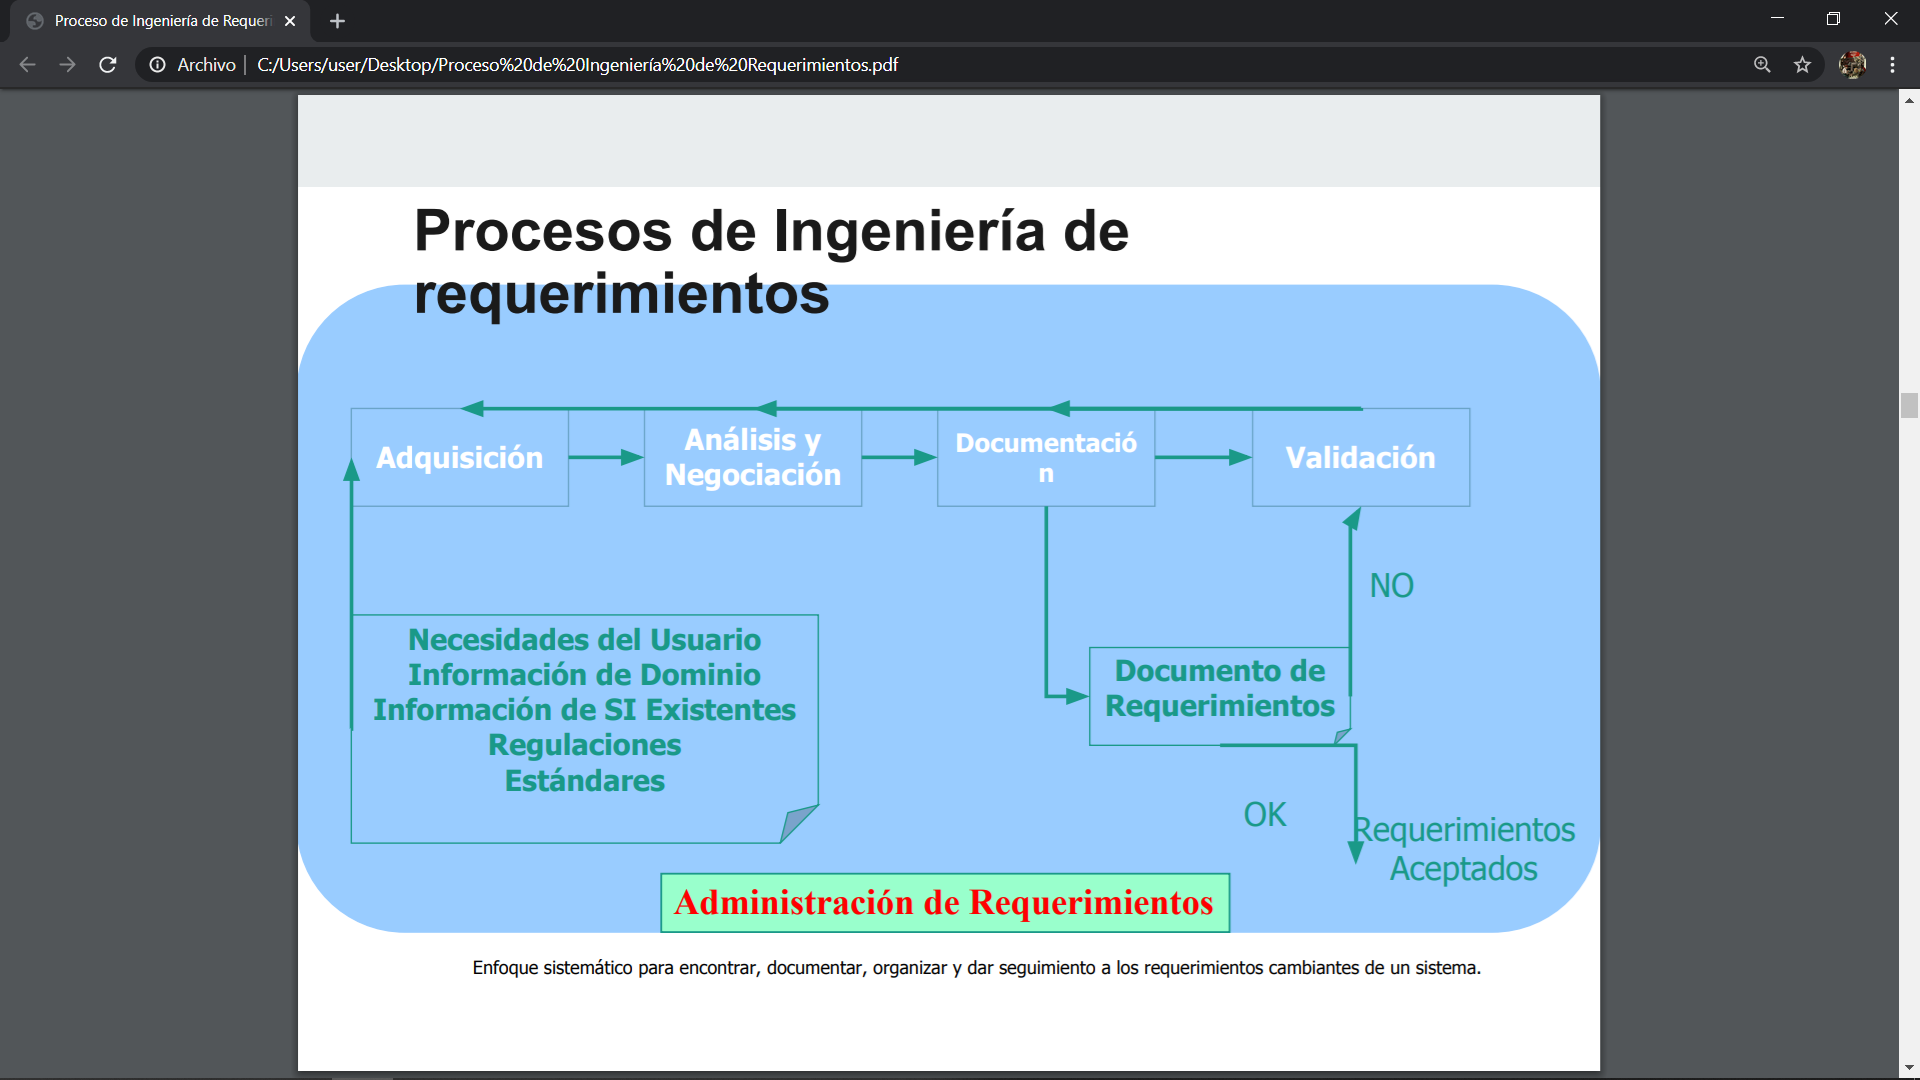 Proceso de Ingeniería de Requeri
Archivo
C:/Users/user/Desktop/Proceso%20de%20Ingeniería%20de%20Requerimientos.pdf
Procesos de Ingeniería de
requerimientos
Adquisición
Análisis y
Negociación
Documentació
n
Validación
NO
Necesidades del Usuario
Información de Dominio
Información de SI Existentes
Regulaciones
Estándares
Documento de
Requerimientos
OK
Requerimientos
Aceptados
Administración de Requerimientos
Enfoque sistemático para encontrar, documentar, organizar y dar seguimiento a los requerimientos cambiantes de un sistema.